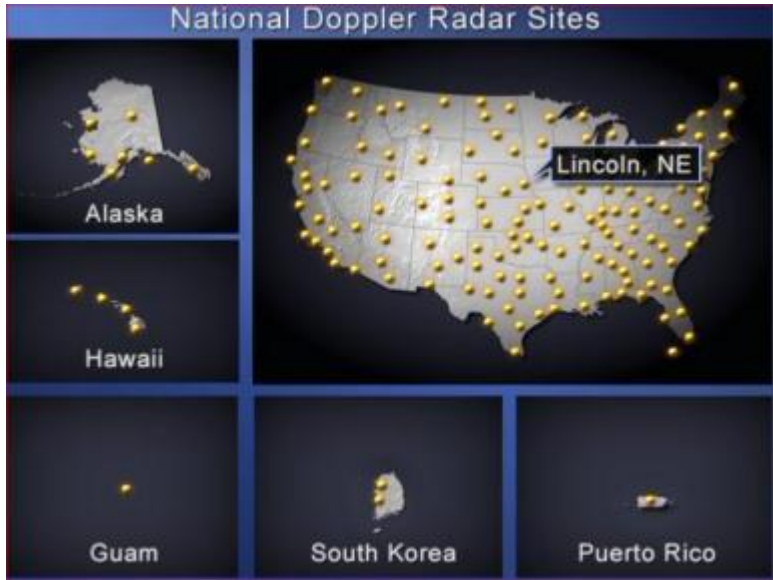 National Doppler Radar Sites
Lincoln, NE
Alaska
Hawaii
Guam
South Korea
Puerto Rico